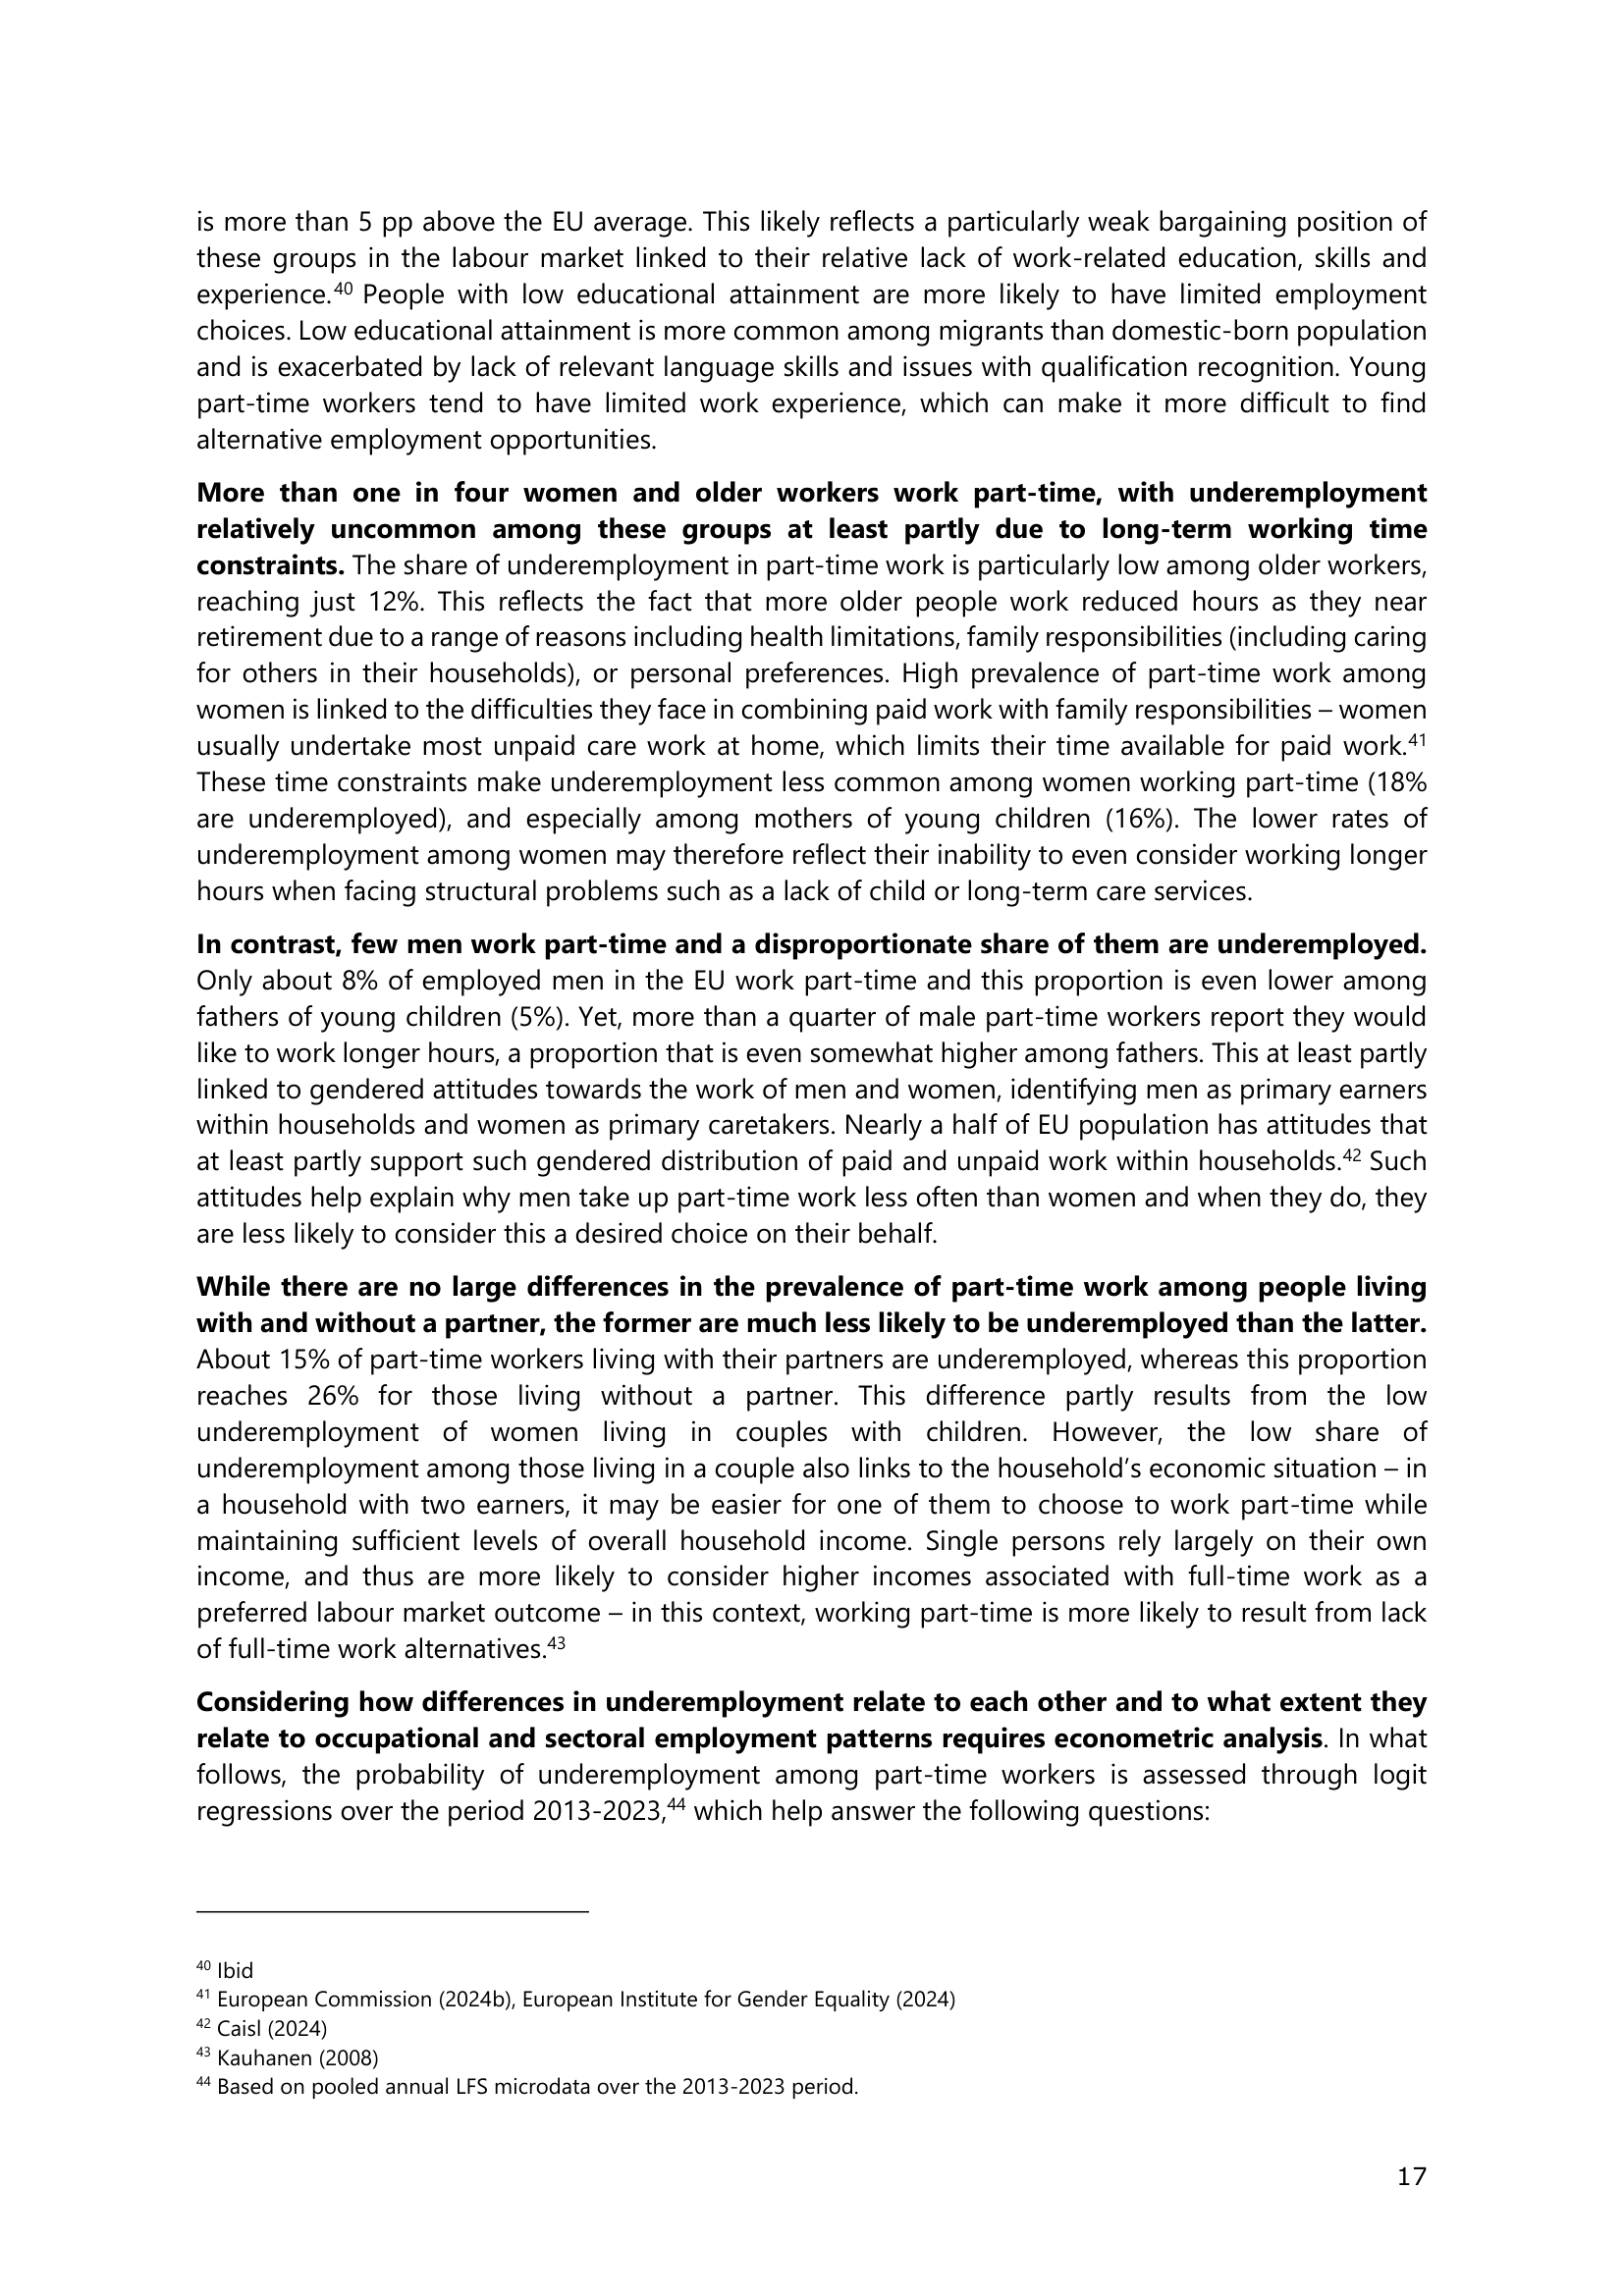 is more than 5 pp above the EU average. This likely reflects a particularly weak bargaining position of
these groups in the labour market linked to their relative lack of work-related education, skills and
experience.⁴⁰ People with low educational attainment are more likely to have limited employment
choices. Low educational attainment is more common among migrants than domestic-born population
and is exacerbated by lack of relevant language skills and issues with qualification recognition. Young
part-time workers tend to have limited work experience, which can make it more difficult to find
alternative employment opportunities.
More than one in four women and older workers work part-time, with underemployment
relatively uncommon among these groups at least partly due to long-term working time
constraints. The share of underemployment in part-time work is particularly low among older workers,
reaching just 12%. This reflects the fact that more older people work reduced hours as they near
retirement due to a range of reasons including health limitations, family responsibilities (including caring
for others in their households), or personal preferences. High prevalence of part-time work among
women is linked to the difficulties they face in combining paid work with family responsibilities – women
usually undertake most unpaid care work at home, which limits their time available for paid work.⁴¹
These time constraints make underemployment less common among women working part-time (18%
are underemployed), and especially among mothers of young children (16%). The lower rates of
underemployment among women may therefore reflect their inability to even consider working longer
hours when facing structural problems such as a lack of child or long-term care services.
In contrast, few men work part-time and a disproportionate share of them are underemployed.
Only about 8% of employed men in the EU work part-time and this proportion is even lower among
fathers of young children (5%). Yet, more than a quarter of male part-time workers report they would
like to work longer hours, a proportion that is even somewhat higher among fathers. This at least partly
linked to gendered attitudes towards the work of men and women, identifying men as primary earners
within households and women as primary caretakers. Nearly a half of EU population has attitudes that
at least partly support such gendered distribution of paid and unpaid work within households.⁴² Such
attitudes help explain why men take up part-time work less often than women and when they do, they
are less likely to consider this a desired choice on their behalf.
While there are no large differences in the prevalence of part-time work among people living
with and without a partner, the former are much less likely to be underemployed than the latter.
About 15% of part-time workers living with their partners are underemployed, whereas this proportion
reaches 26% for those living without a partner. This difference partly results from the low
underemployment of women living in couples with children. However, the low share of
underemployment among those living in a couple also links to the household’s economic situation – in
a household with two earners, it may be easier for one of them to choose to work part-time while
maintaining sufficient levels of overall household income. Single persons rely largely on their own
income, and thus are more likely to consider higher incomes associated with full-time work as a
preferred labour market outcome – in this context, working part-time is more likely to result from lack
of full-time work alternatives.⁴³
Considering how differences in underemployment relate to each other and to what extent they
relate to occupational and sectoral employment patterns requires econometric analysis. In what
follows, the probability of underemployment among part-time workers is assessed through logit
regressions over the period 2013-2023,⁴⁴ which help answer the following questions:
⁴⁰ Ibid
⁴¹ European Commission (2024b), European Institute for Gender Equality (2024)
⁴² Caisl (2024)
⁴³ Kauhanen (2008)
⁴⁴ Based on pooled annual LFS microdata over the 2013-2023 period.
17